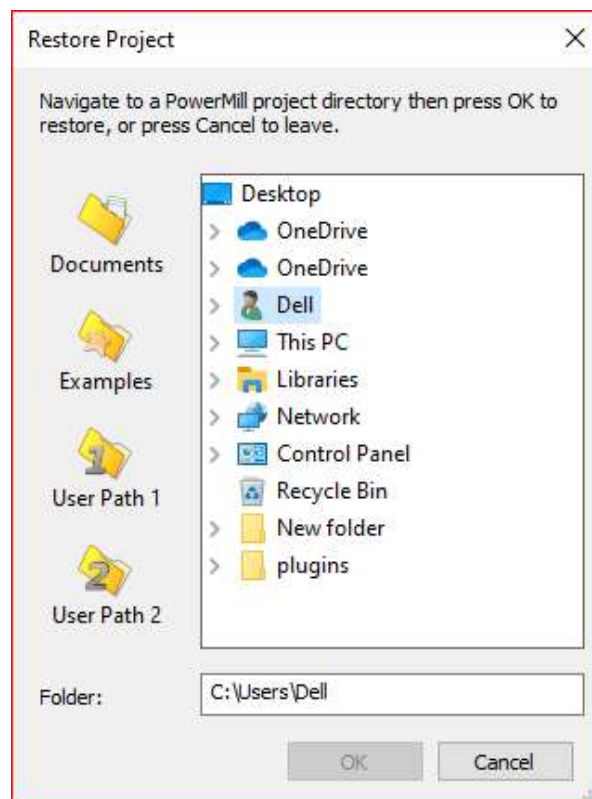 Restore Project
Navigate to a PowerMill project directory then press OK to
restore, or press Cancel to leave.
Documents
Examples
1
User Path 1
2
User Path 2
Desktop
OneDrive
OneDrive
Dell
This PC
Libraries
Network
Control Panel
Recycle Bin
New folder
plugins
Folder:
C:\Users\Dell
OK
Cancel